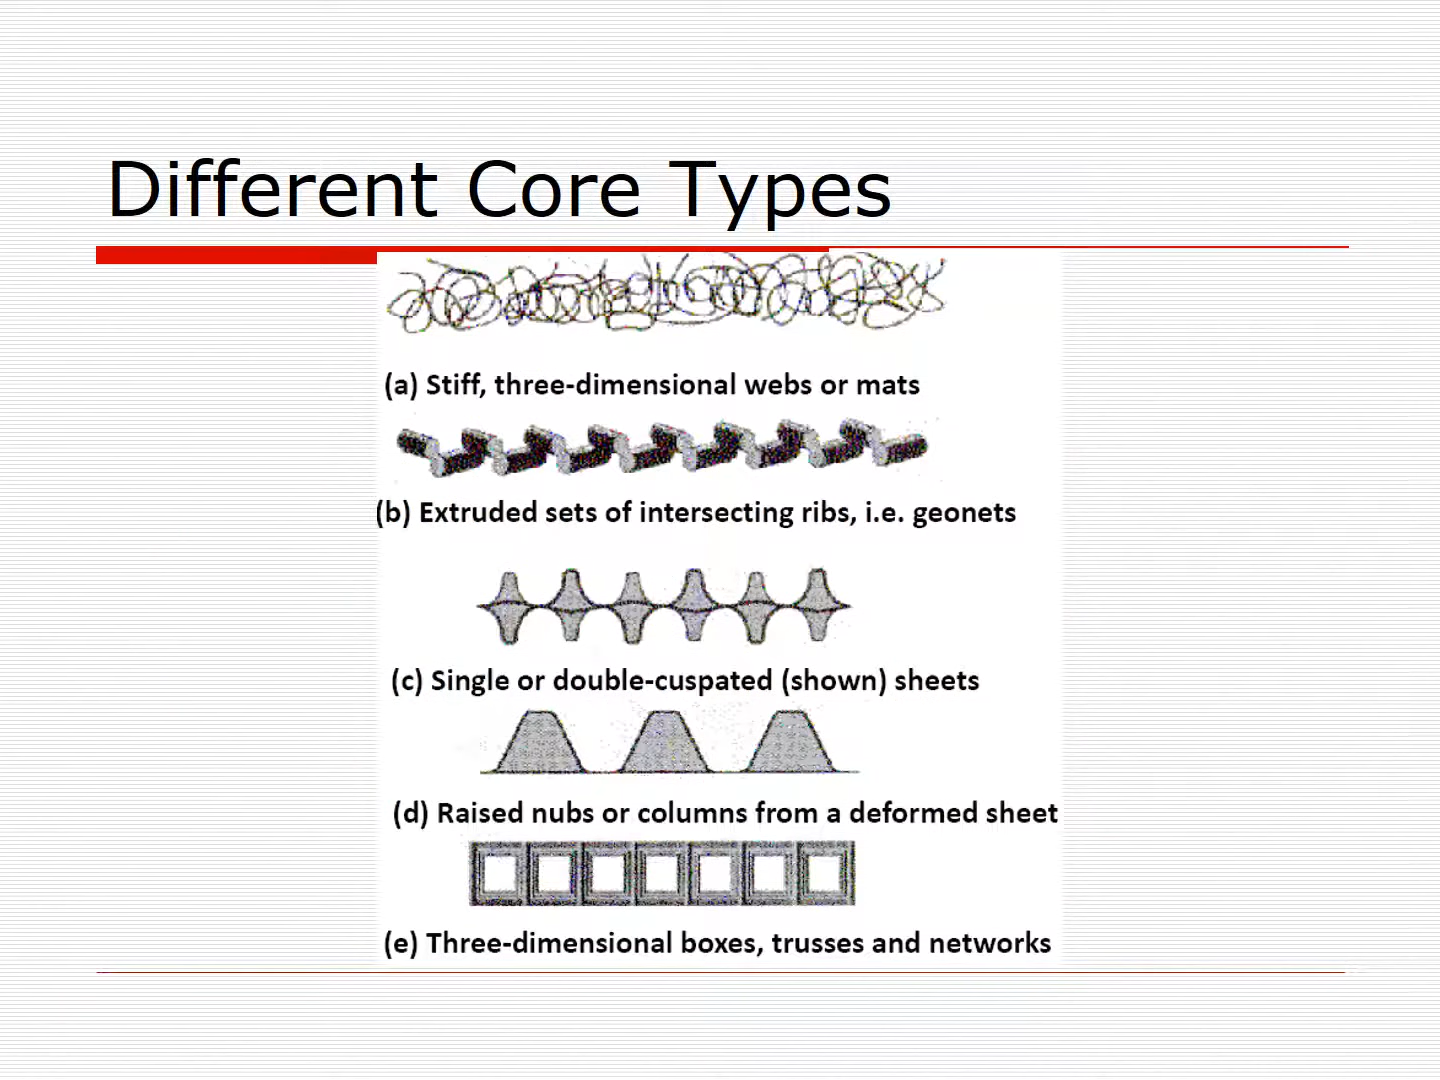 Different Core Types
(a) Stiff, three-dimensional webs or mats
(b) Extruded sets of intersecting ribs, i.e. geonets
(c) Single or double-cuspated (shown) sheets
(d) Raised nubs or columns from a deformed sheet
(e) Three-dimensional boxes, trusses and networks